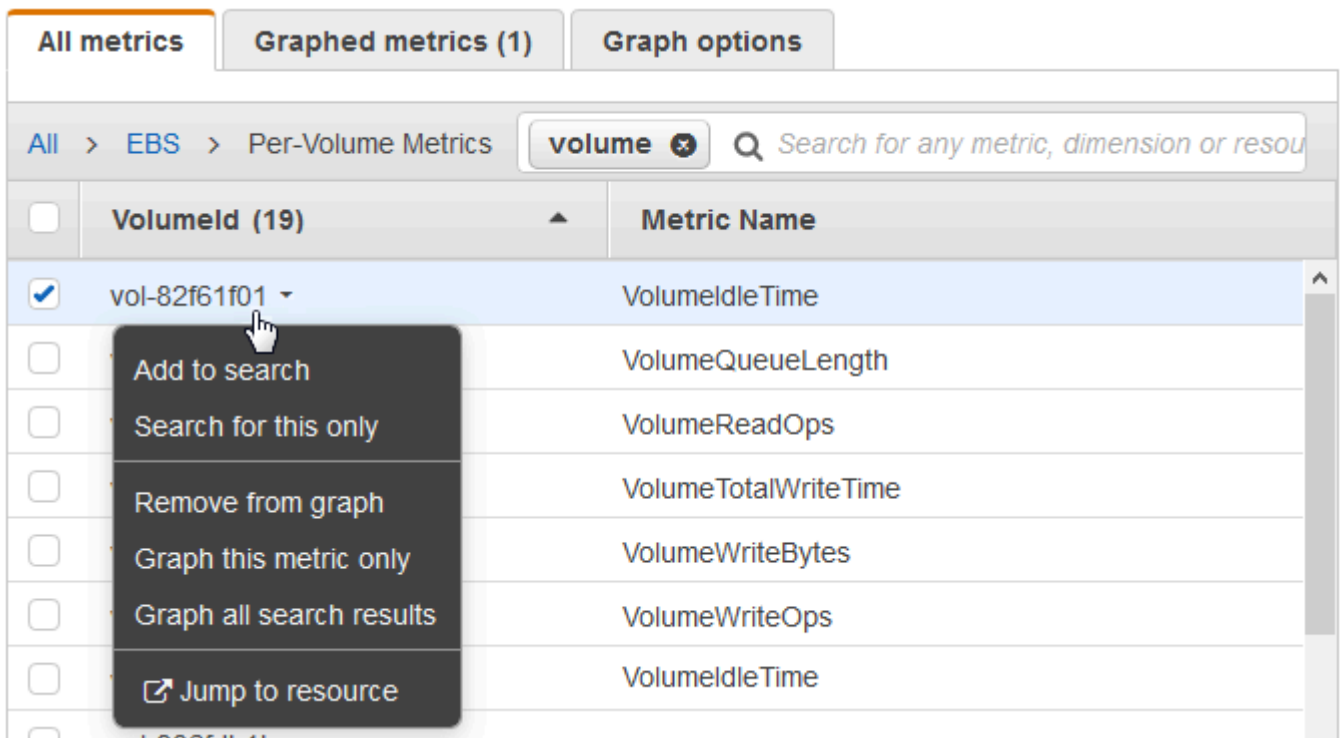 All metrics Graphed metrics (1) Graph options
All > EBS > Per-Volume Metrics volume Search for any metric, dimension or resou
VolumeId (19) Metric Name
vol-82f61f01 VolumeIdleTime
VolumeQueueLength
Add to search
VolumeReadOps
Search for this only
VolumeTotalWriteTime
Remove from graph
VolumeWriteBytes
Graph this metric only
VolumeWriteOps
Graph all search results
VolumeIdleTime
Jump to resource